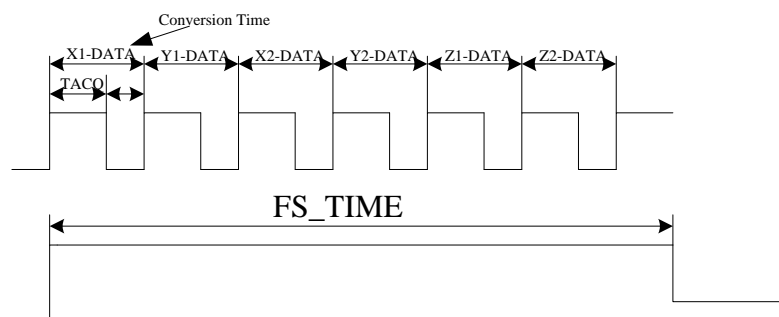 Conversion Time
X1-DATA Y1-DATA X2-DATA Y2-DATA Z1-DATA Z2-DATA
TACQ
FS_TIME